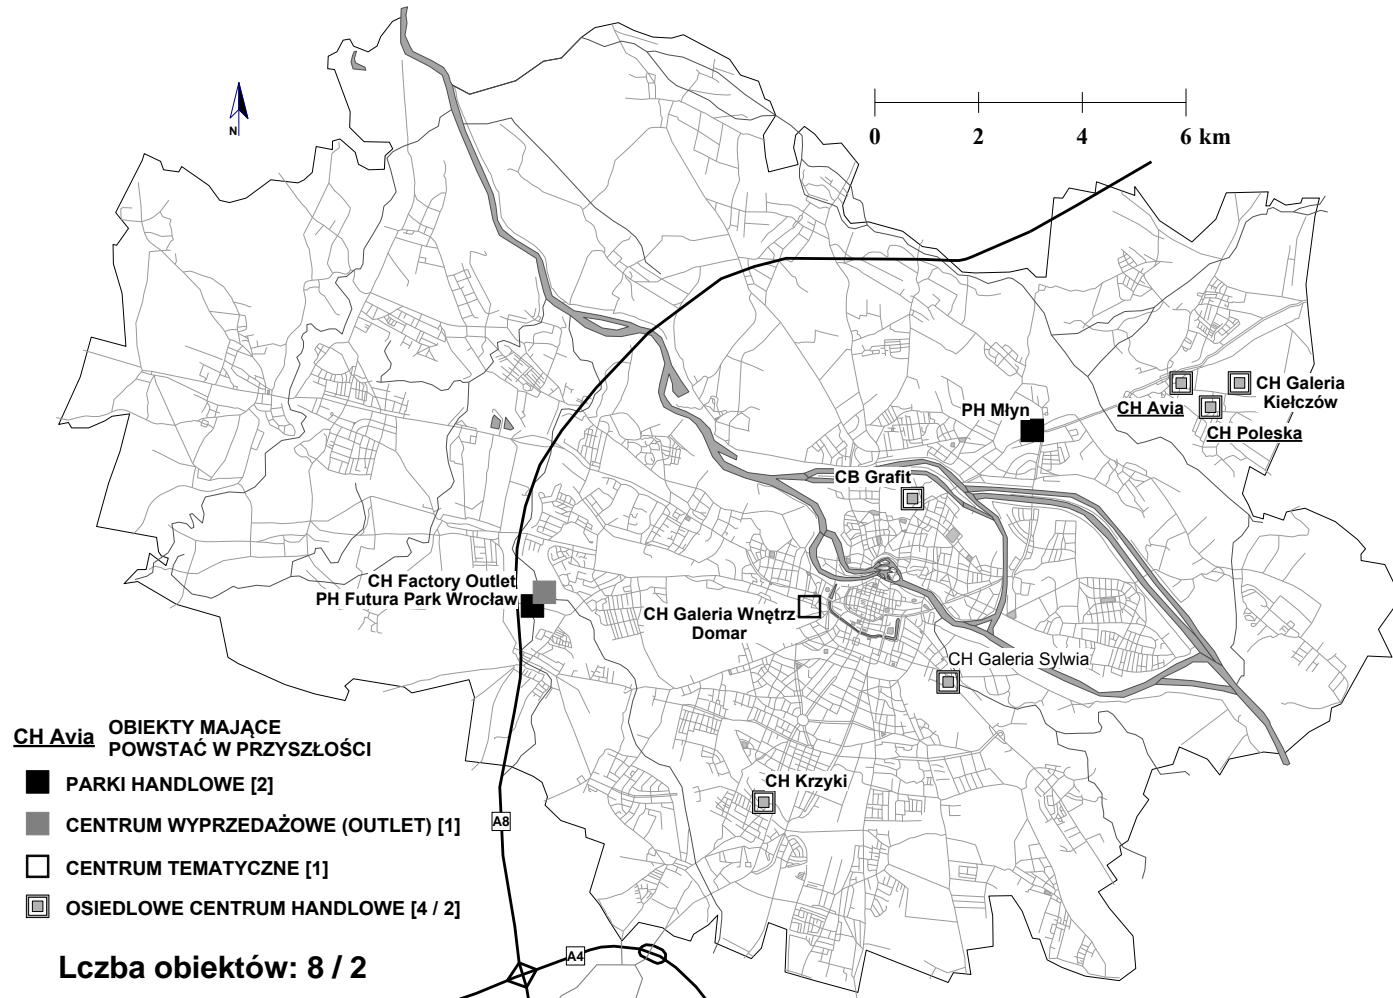 N
0 2 4 6 km
PH Młyn
CH Avia
CH Galeria
Kiełczów
CH Poleska
CB Grafit
CH Factory Outlet
PH Futura Park Wrocław
CH Galeria Wnętrz
Domar
CH Galeria Sylwia
CH Krzyki
A8
A4
CH Avia OBIEKTY MAJĄCE
POWSTAĆ W PRZYSZŁOŚCI
PARKI HANDLOWE [2]
CENTRUM WYPRZEDAŻOWE (OUTLET) [1]
CENTRUM TEMATYCZNE [1]
OSIEDLOWE CENTRUM HANDLOWE [4 / 2]
Lczba obiektów: 8 / 2